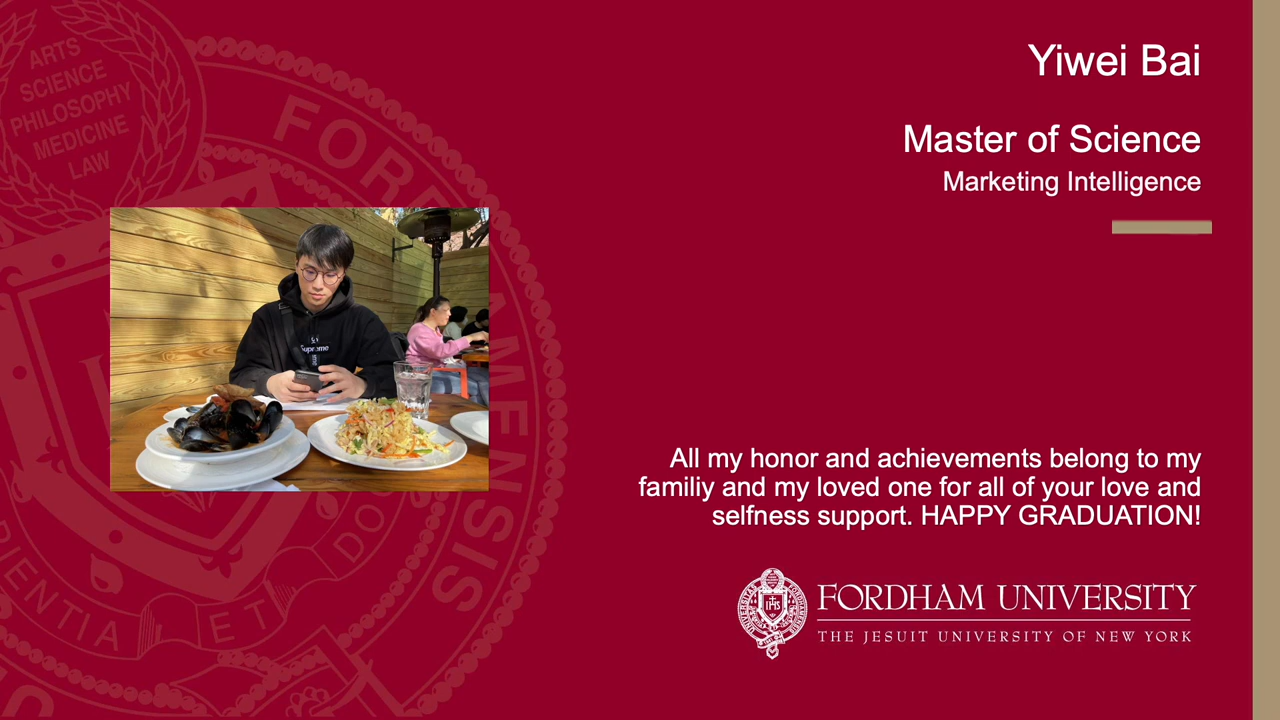 Yiwei Bai
Master of Science
Marketing Intelligence
All my honor and achievements belong to my
familiy and my loved one for all of your love and
selfness support. HAPPY GRADUATION!
FORDHAM UNIVERSITY
THE JESUIT UNIVERSITY OF NEW YORK
ARTS
SCIENCE
PHILOSOPHY
MEDICINE
LAW
Supreme
ET